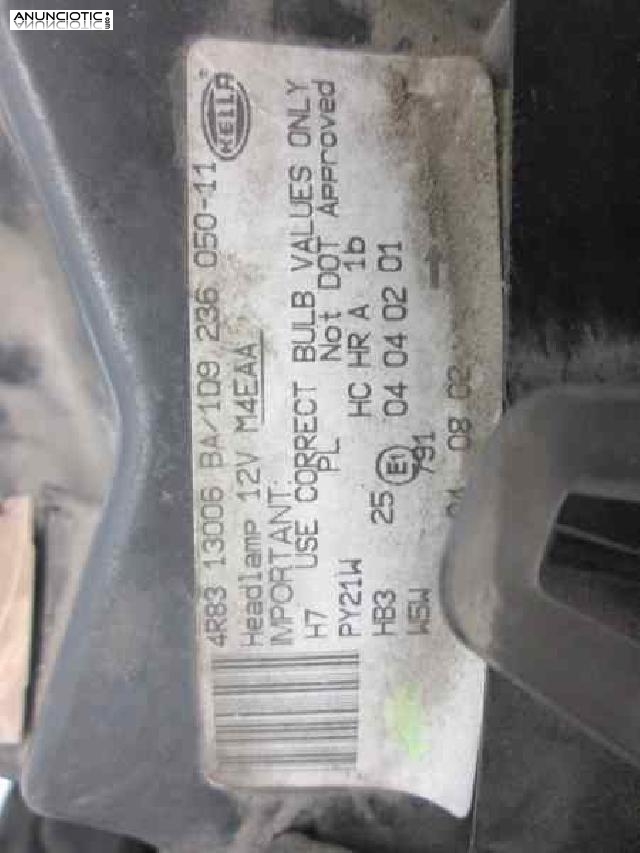 ANUNCIOTIC.com
HELLA
4R83 13006 BA/1D9 236 050-11
Headlamp 12V M4EAA
IMPORTANT:
USE CORRECT BULB VALUES ONLY
H7 PL Not DOT Approved
PY21W HC HR A 1b
HB3 25 E1 04 04 02 01
W5W 791
08 02